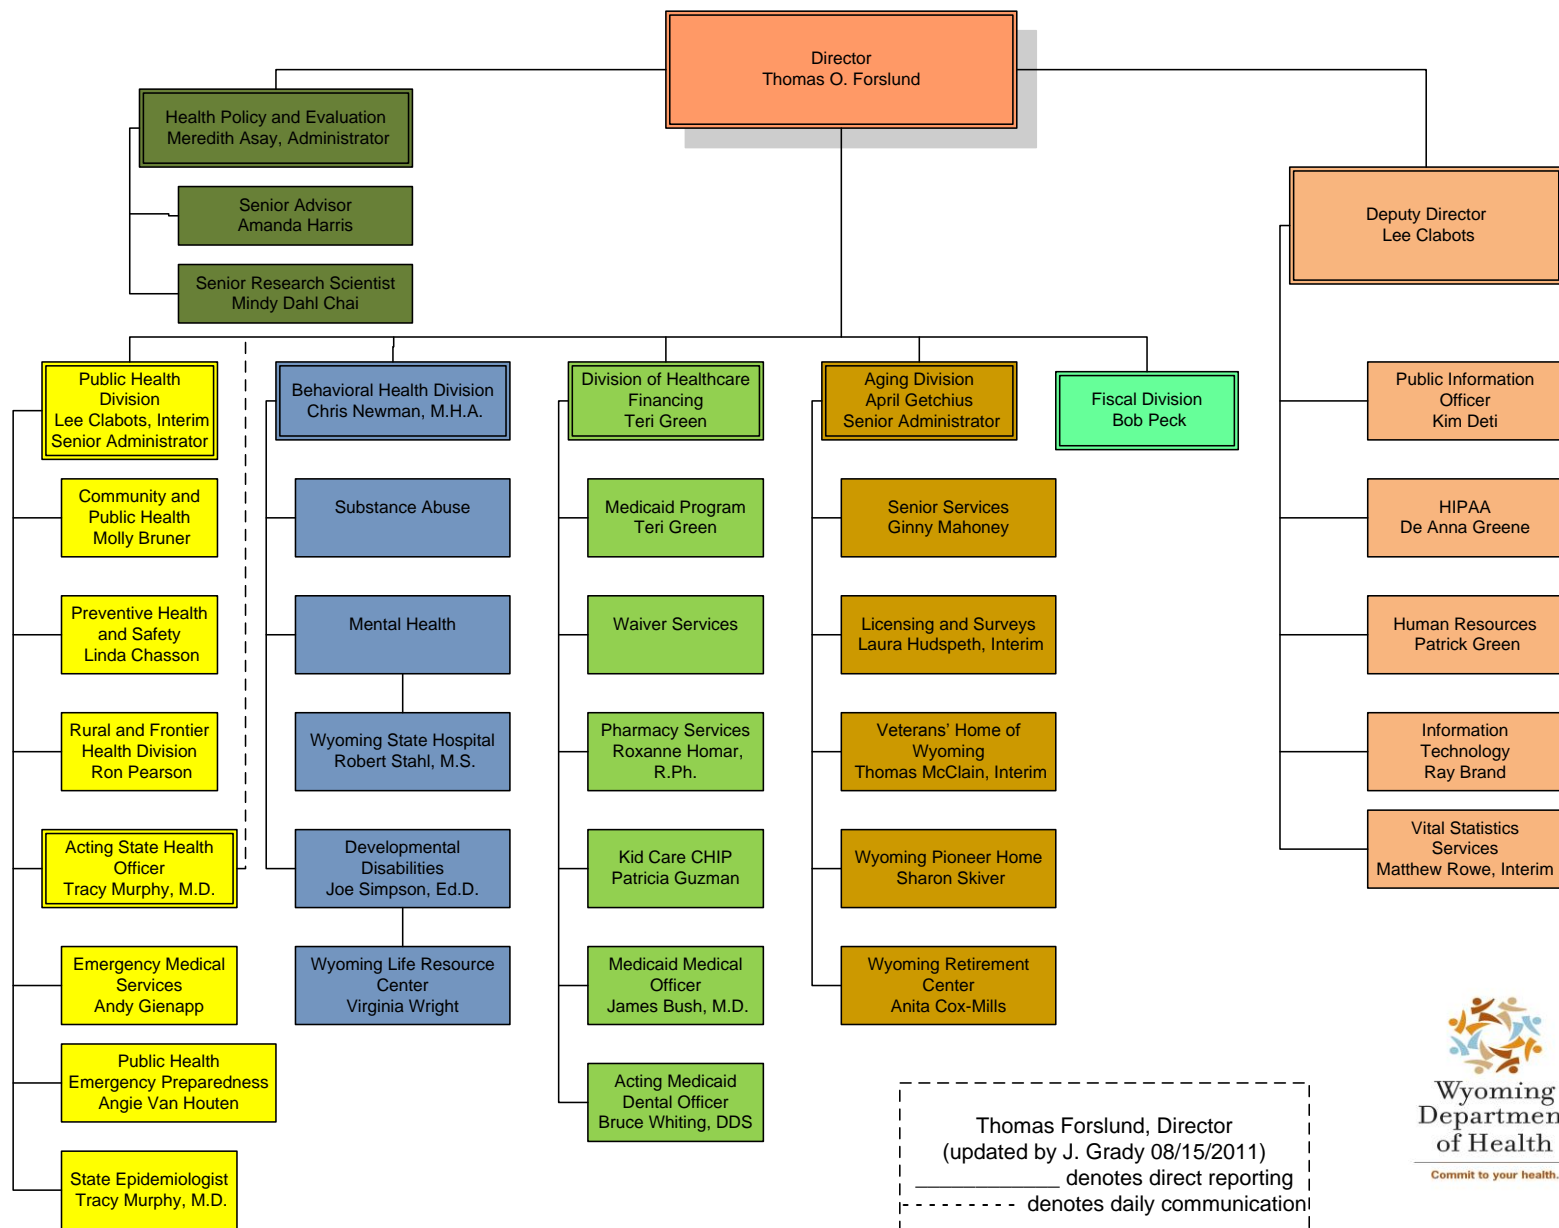 Director
Thomas O. Forslund
Health Policy and Evaluation
Meredith Asay, Administrator
Senior Advisor
Amanda Harris
Senior Research Scientist
Mindy Dahl Chai
Deputy Director
Lee Clabots
Public Health
Division
Lee Clabots, Interim
Senior Administrator
Community and
Public Health
Molly Bruner
Preventive Health
and Safety
Linda Chasson
Rural and Frontier
Health Division
Ron Pearson
Acting State Health
Officer
Tracy Murphy, M.D.
Emergency Medical
Services
Andy Gienapp
Public Health
Emergency Preparedness
Angie Van Houten
State Epidemiologist
Tracy Murphy, M.D.
Behavioral Health Division
Chris Newman, M.H.A.
Substance Abuse
Mental Health
Wyoming State Hospital
Robert Stahl, M.S.
Developmental
Disabilities
Joe Simpson, Ed.D.
Wyoming Life Resource
Center
Virginia Wright
Division of Healthcare
Financing
Teri Green
Medicaid Program
Teri Green
Waiver Services
Pharmacy Services
Roxanne Homar,
R.Ph.
Kid Care CHIP
Patricia Guzman
Medicaid Medical
Officer
James Bush, M.D.
Acting Medicaid
Dental Officer
Bruce Whiting, DDS
Aging Division
April Getchius
Senior Administrator
Senior Services
Ginny Mahoney
Licensing and Surveys
Laura Hudspeth, Interim
Veterans’ Home of
Wyoming
Thomas McClain, Interim
Wyoming Pioneer Home
Sharon Skiver
Wyoming Retirement
Center
Anita Cox-Mills
Fiscal Division
Bob Peck
Public Information
Officer
Kim Deti
HIPAA
De Anna Greene
Human Resources
Patrick Green
Information
Technology
Ray Brand
Vital Statistics
Services
Matthew Rowe, Interim
Thomas Forslund, Director
(updated by J. Grady 08/15/2011)
_____________ denotes direct reporting
- - - - - - - - - - - denotes daily communication
Wyoming
Departmen
of Health
Commit to your health.